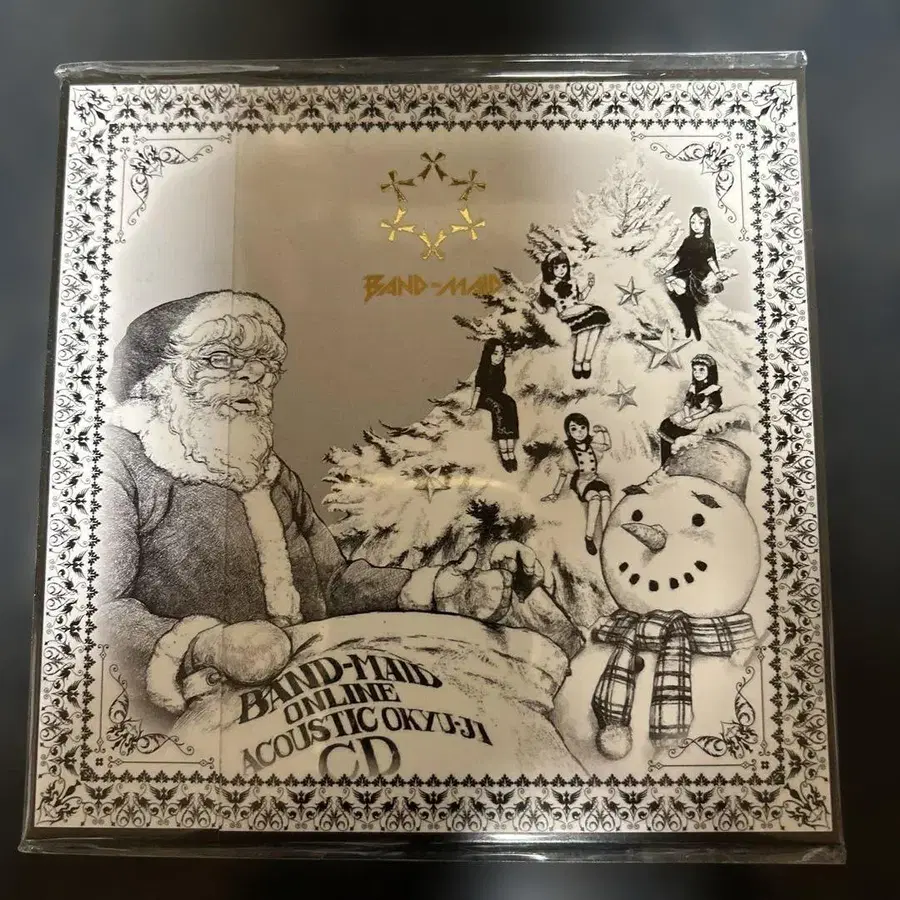 BAND-MAID
BAND-MAID
ONLINE
ACOUSTIC OKYU-JI
CD